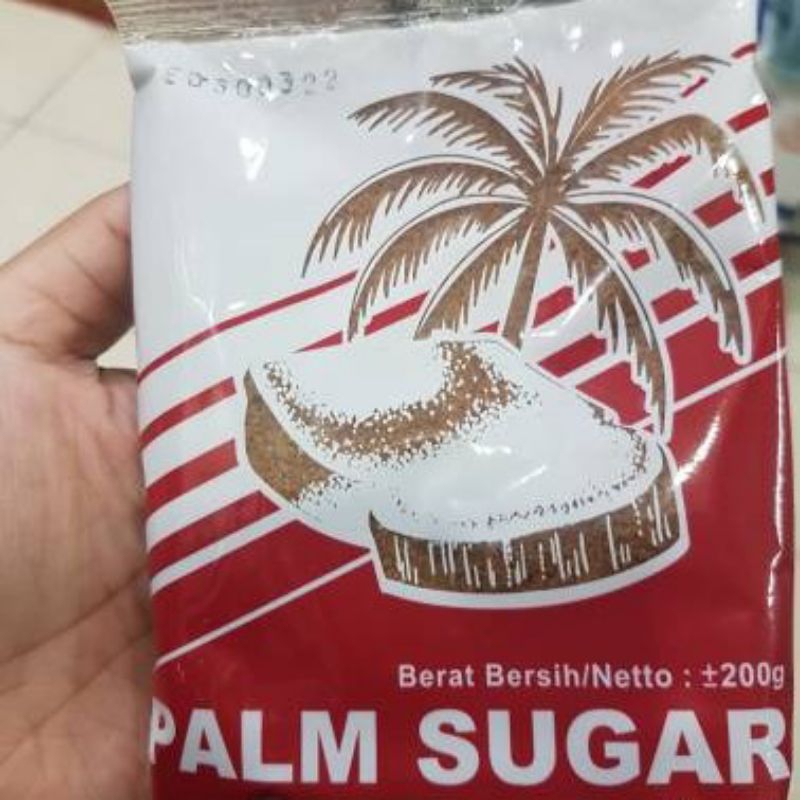 Berat Bersih/Netto : ±200g
PALM SUGAR